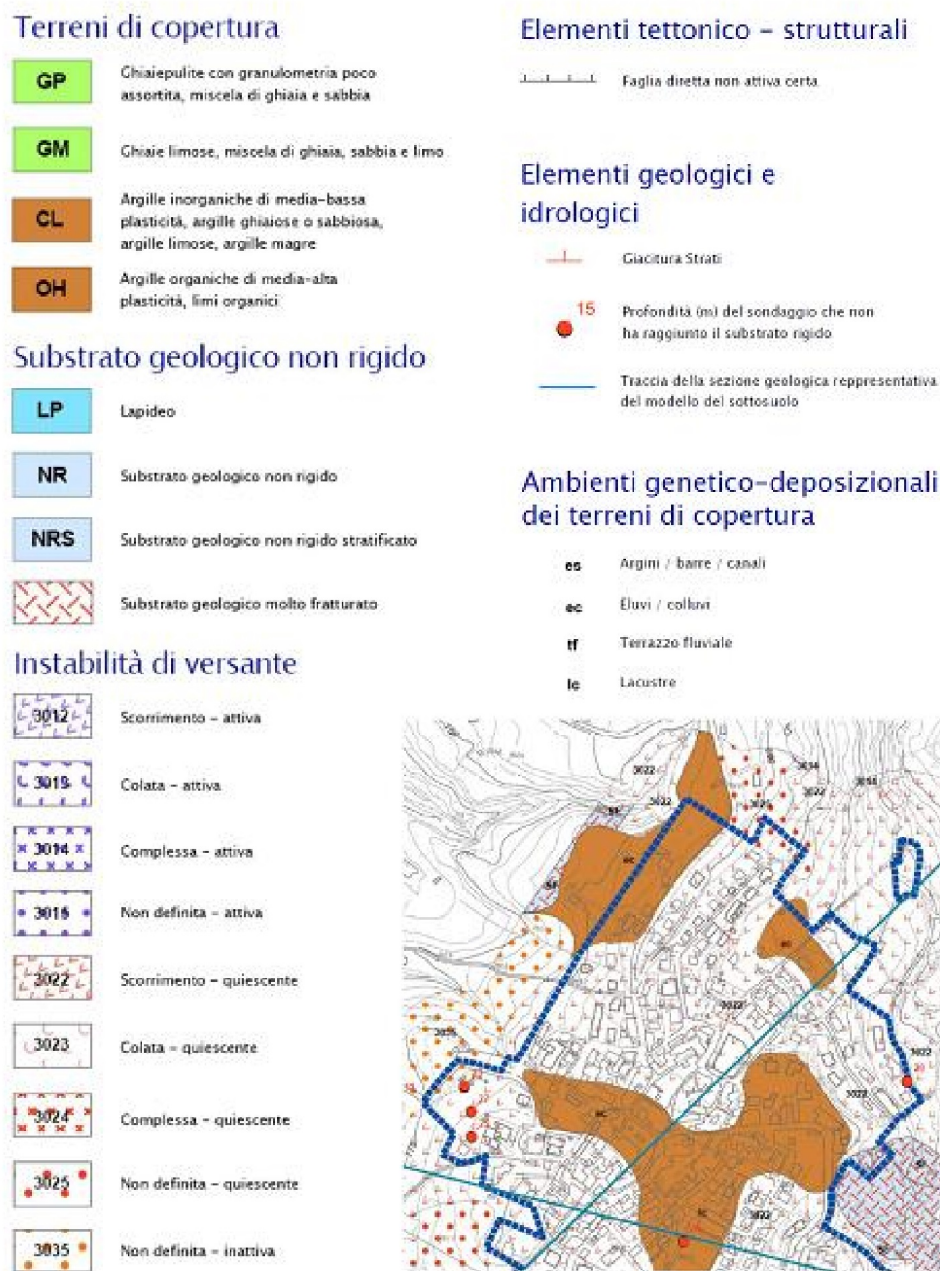 Terreni di copertura
GP
Ghiaiepulite con granulometria poco
assortita, miscela di ghiaia e sabbia
GM
Ghiaie limose, miscela di ghiaia, sabbia e limo
CL
Argille inorganiche di media-bassa
plasticità, argille ghiaiose o sabbiosa,
argille limose, argille magre
OH
Argille organiche di media-alta
plasticità, limi organici
Substrato geologico non rigido
LP
Lapideo
NR
Substrato geologico non rigido
NRS
Substrato geologico non rigido stratificato
Substrato geologico molto fratturato
Instabilità di versante
3012
Scorrimento - attiva
Colata - attiva
3014
Complessa - attiva
Non definita - attiva
3022
Scorrimento - quiescente
3023
Colata - quiescente
3024
Complessa - quiescente
3025
Non definita - quiescente
3035
Non definita - inattiva
Elementi tettonico - strutturali
Faglia diretta non attiva certa
Elementi geologici e
idrologici
Giacitura Strati
15
Profondità (m) del sondaggio che non
ha raggiunto il substrato rigido
Traccia della sezione geologica reppresentativa
del modello del sottosuolo
Ambienti genetico-deposizionali
dei terreni di copertura
es
Argini / barre / canali
ec
Eluvi / colluvi
tf
Terrazzo fluviale
lc
Lacustre
3022
3022
3022
3022
3022
3022
3022
ec
ec